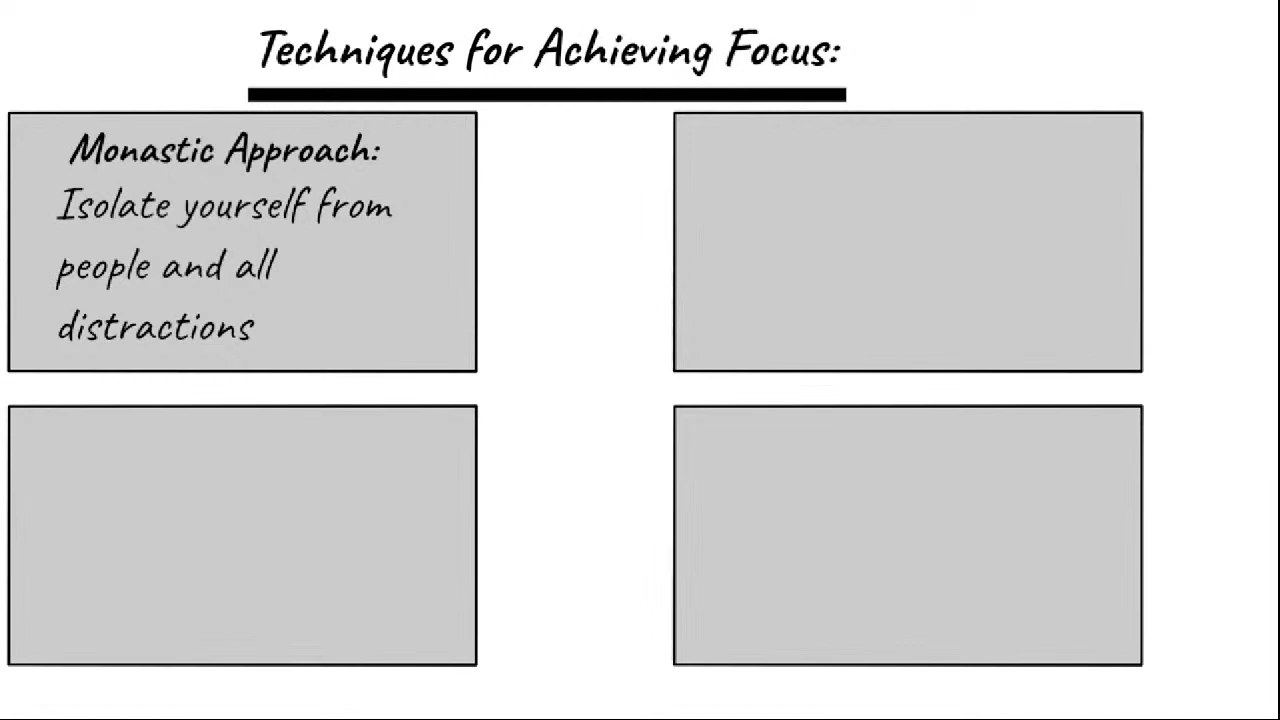 Techniques for Achieving Focus:
Monastic Approach:
Isolate yourself from
people and all
distractions